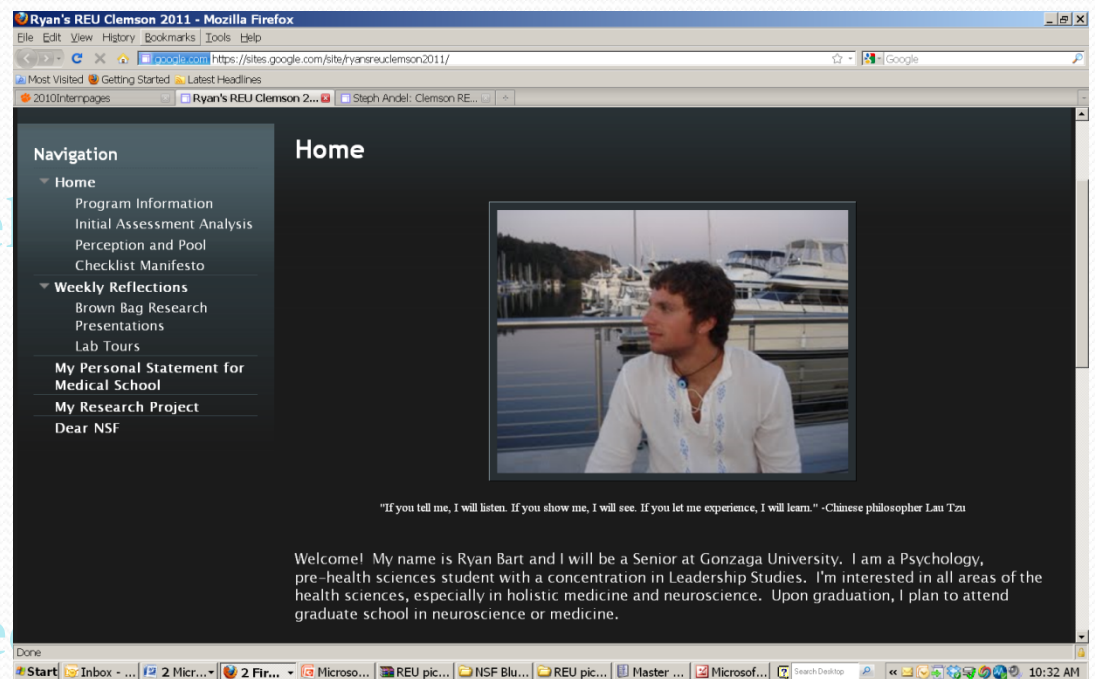 Ryan's REU Clemson 2011 - Mozilla Firefox
File Edit View History Bookmarks Tools Help
google.com https://sites.google.com/site/ryansreuclemson2011/
Google
Most Visited Getting Started Latest Headlines
2010Internpages
Ryan's REU Clemson 2...
Steph Andel: Clemson RE...
Navigation
Home
Program Information
Initial Assessment Analysis
Perception and Pool
Checklist Manifesto
Weekly Reflections
Brown Bag Research
Presentations
Lab Tours
My Personal Statement for
Medical School
My Research Project
Dear NSF
Home
"If you tell me, I will listen. If you show me, I will see. If you let me experience, I will learn." -Chinese philosopher Lau Tzu
Welcome! My name is Ryan Bart and I will be a Senior at Gonzaga University. I am a Psychology,
pre-health sciences student with a concentration in Leadership Studies. I'm interested in all areas of the
health sciences, especially in holistic medicine and neuroscience. Upon graduation, I plan to attend
graduate school in neuroscience or medicine.
Done
Start Inbox - ... 2 Micr... 2 Fir... Microso... REU pic... NSF Blu... REU pic... Master ... Microsof... Search Desktop 10:32 AM